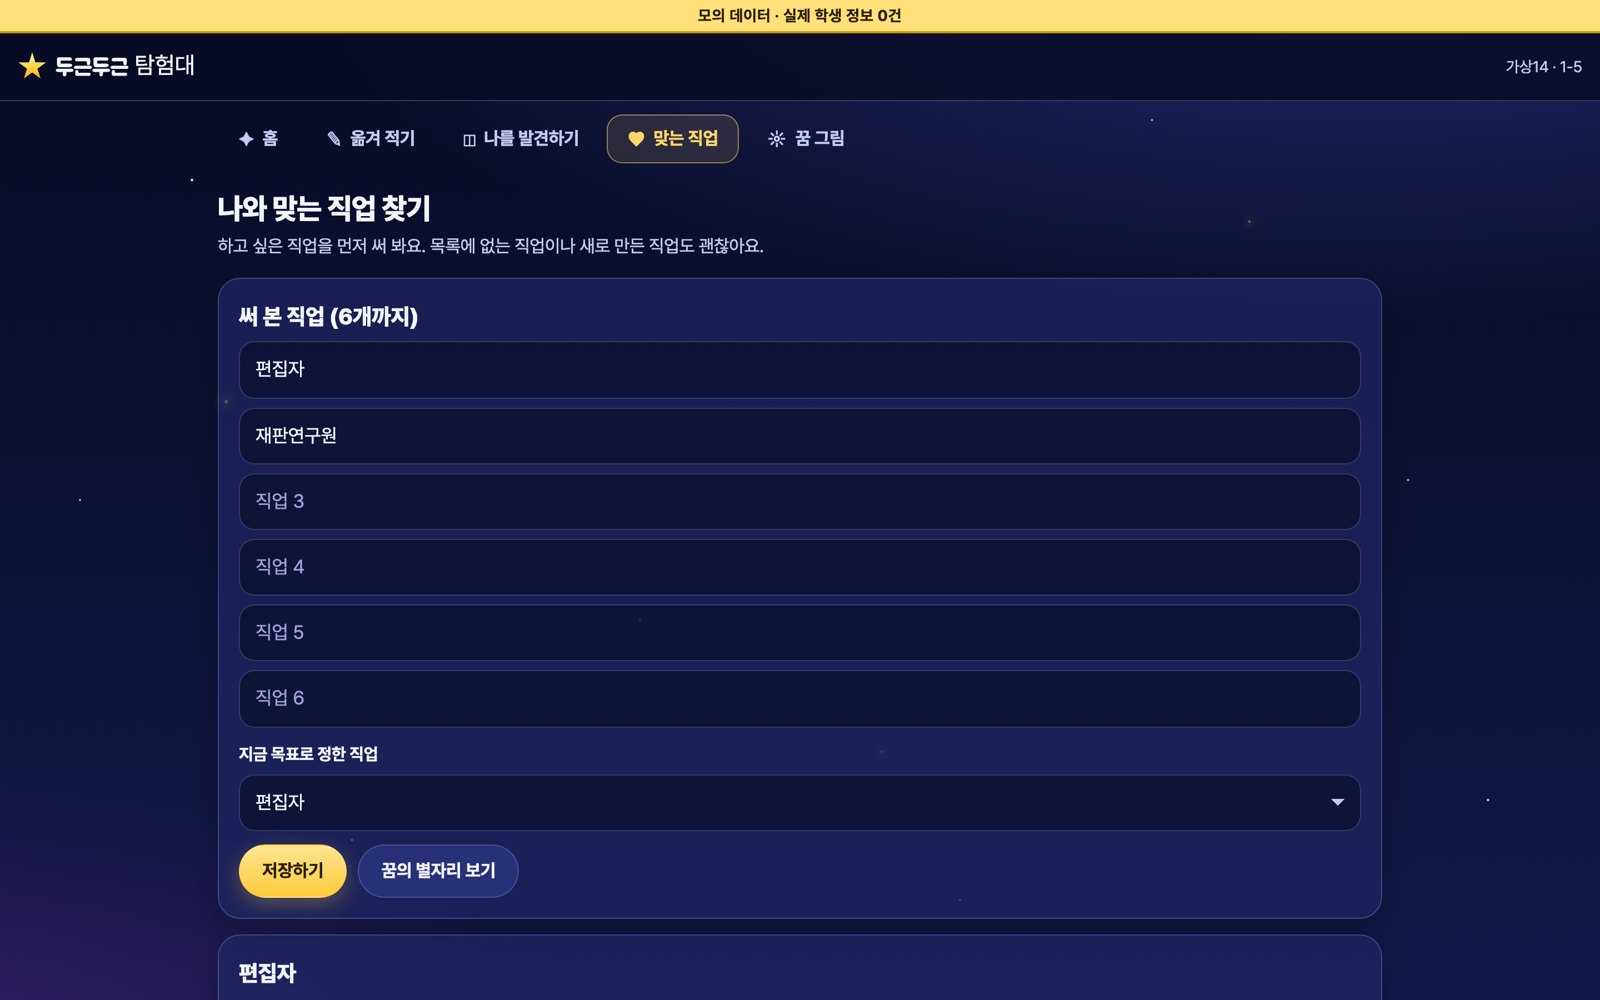 모의 데이터 · 실제 학생 정보 0건
두근두근 탐험대
가상14 · 1-5
홈
옮겨 적기
나를 발견하기
맞는 직업
꿈 그림
나와 맞는 직업 찾기
하고 싶은 직업을 먼저 써 봐요. 목록에 없는 직업이나 새로 만든 직업도 괜찮아요.
써 본 직업 (6개까지)
편집자
재판연구원
직업 3
직업 4
직업 5
직업 6
지금 목표로 정한 직업
편집자
저장하기
꿈의 별자리 보기
편집자